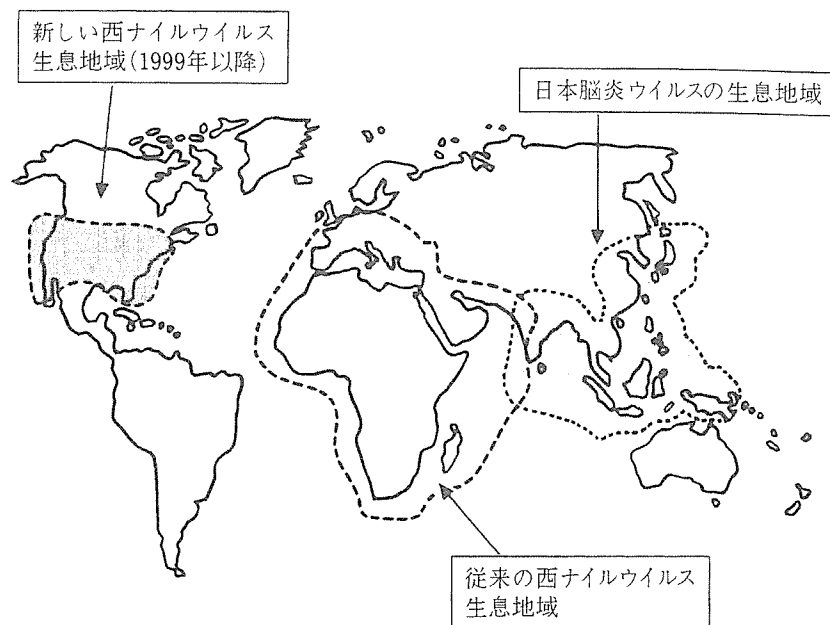 新しい西ナイルウイルス
生息地域(1999年以降)
日本脳炎ウイルスの生息地域
従来の西ナイルウイルス
生息地域